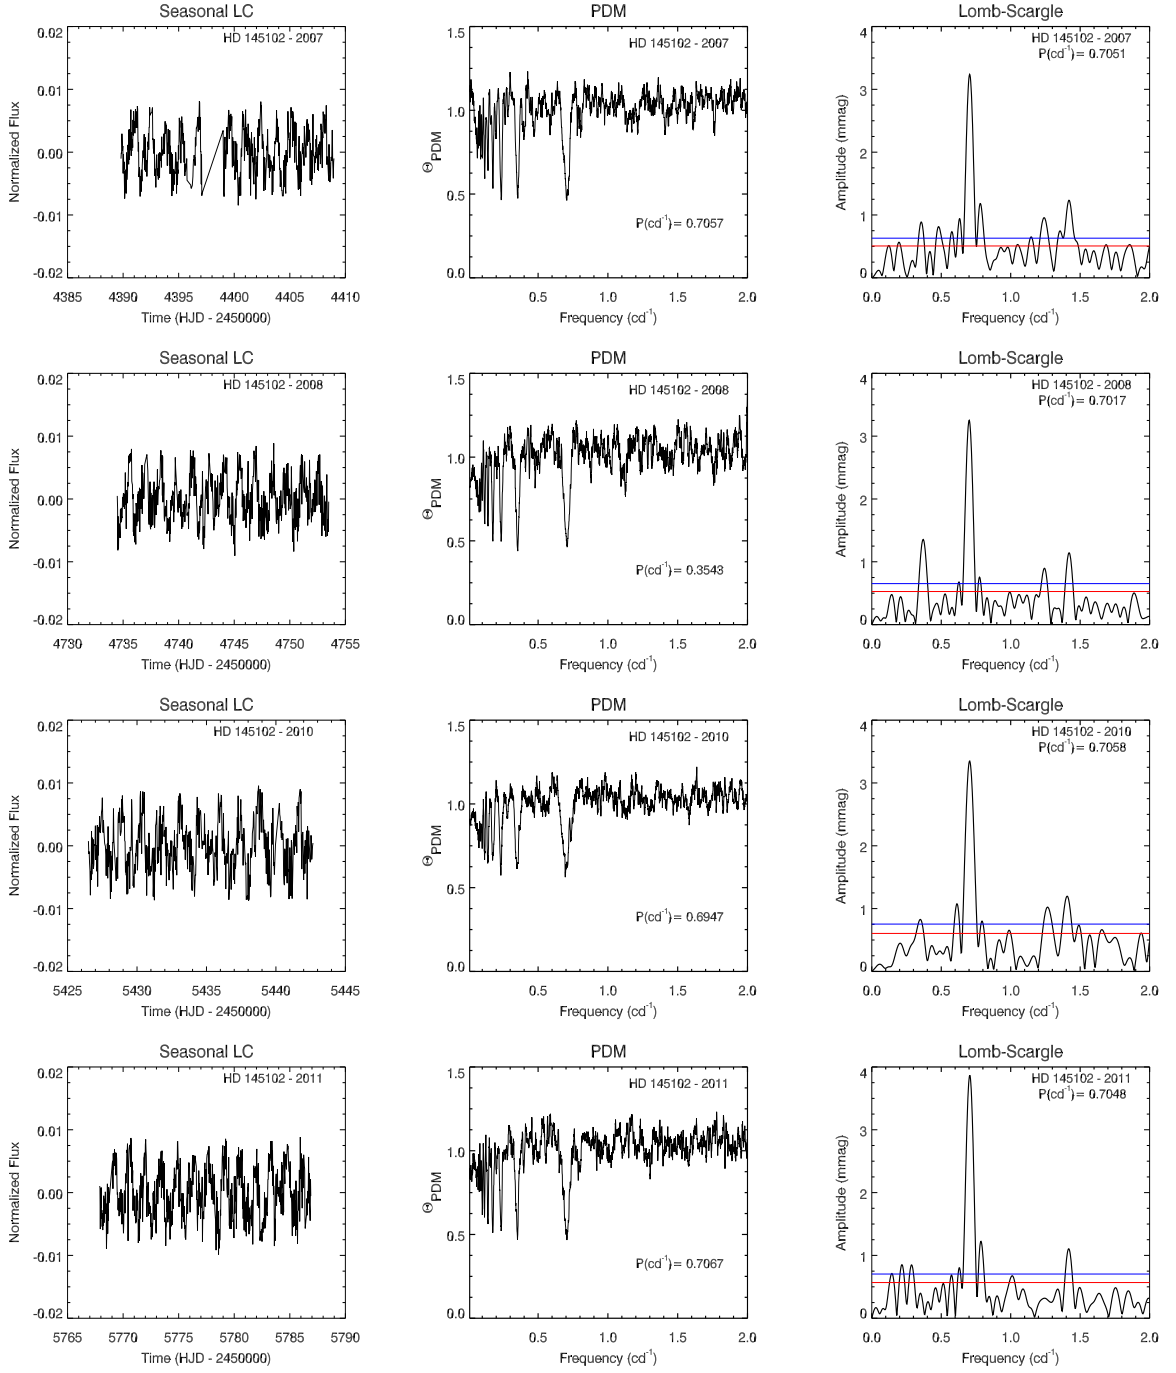 Seasonal LC PDM Lomb-Scargle
HD 145102 - 2007 HD 145102 - 2007 HD 145102 - 2007
P(cd⁻¹)= 0.7051
0.02 1.5 4
0.01 1.0 3
0.00 0.5 2
-0.01 0.0 1
-0.02 0
Normalized Flux Θ_PDM Amplitude (mmag)
P(cd⁻¹)= 0.7057
4385 4390 4395 4400 4405 4410 0.5 1.0 1.5 2.0 0.0 0.5 1.0 1.5 2.0
Time (HJD - 2450000) Frequency (cd⁻¹) Frequency (cd⁻¹)
Seasonal LC PDM Lomb-Scargle
HD 145102 - 2008 HD 145102 - 2008 HD 145102 - 2008
P(cd⁻¹)= 0.7017
0.02 1.5 4
0.01 1.0 3
0.00 0.5 2
-0.01 0.0 1
-0.02 0
Normalized Flux Θ_PDM Amplitude (mmag)
P(cd⁻¹)= 0.3543
4730 4735 4740 4745 4750 4755 0.5 1.0 1.5 2.0 0.0 0.5 1.0 1.5 2.0
Time (HJD - 2450000) Frequency (cd⁻¹) Frequency (cd⁻¹)
Seasonal LC PDM Lomb-Scargle
HD 145102 - 2010 HD 145102 - 2010 HD 145102 - 2010
P(cd⁻¹)= 0.7058
0.02 1.5 4
0.01 1.0 3
0.00 0.5 2
-0.01 0.0 1
-0.02 0
Normalized Flux Θ_PDM Amplitude (mmag)
P(cd⁻¹)= 0.6947
5425 5430 5435 5440 5445 0.5 1.0 1.5 2.0 0.0 0.5 1.0 1.5 2.0
Time (HJD - 2450000) Frequency (cd⁻¹) Frequency (cd⁻¹)
Seasonal LC PDM Lomb-Scargle
HD 145102 - 2011 HD 145102 - 2011 HD 145102 - 2011
P(cd⁻¹)= 0.7048
0.02 1.5 4
0.01 1.0 3
0.00 0.5 2
-0.01 0.0 1
-0.02 0
Normalized Flux Θ_PDM Amplitude (mmag)
P(cd⁻¹)= 0.7067
5765 5770 5775 5780 5785 5790 0.5 1.0 1.5 2.0 0.0 0.5 1.0 1.5 2.0
Time (HJD - 2450000) Frequency (cd⁻¹) Frequency (cd⁻¹)